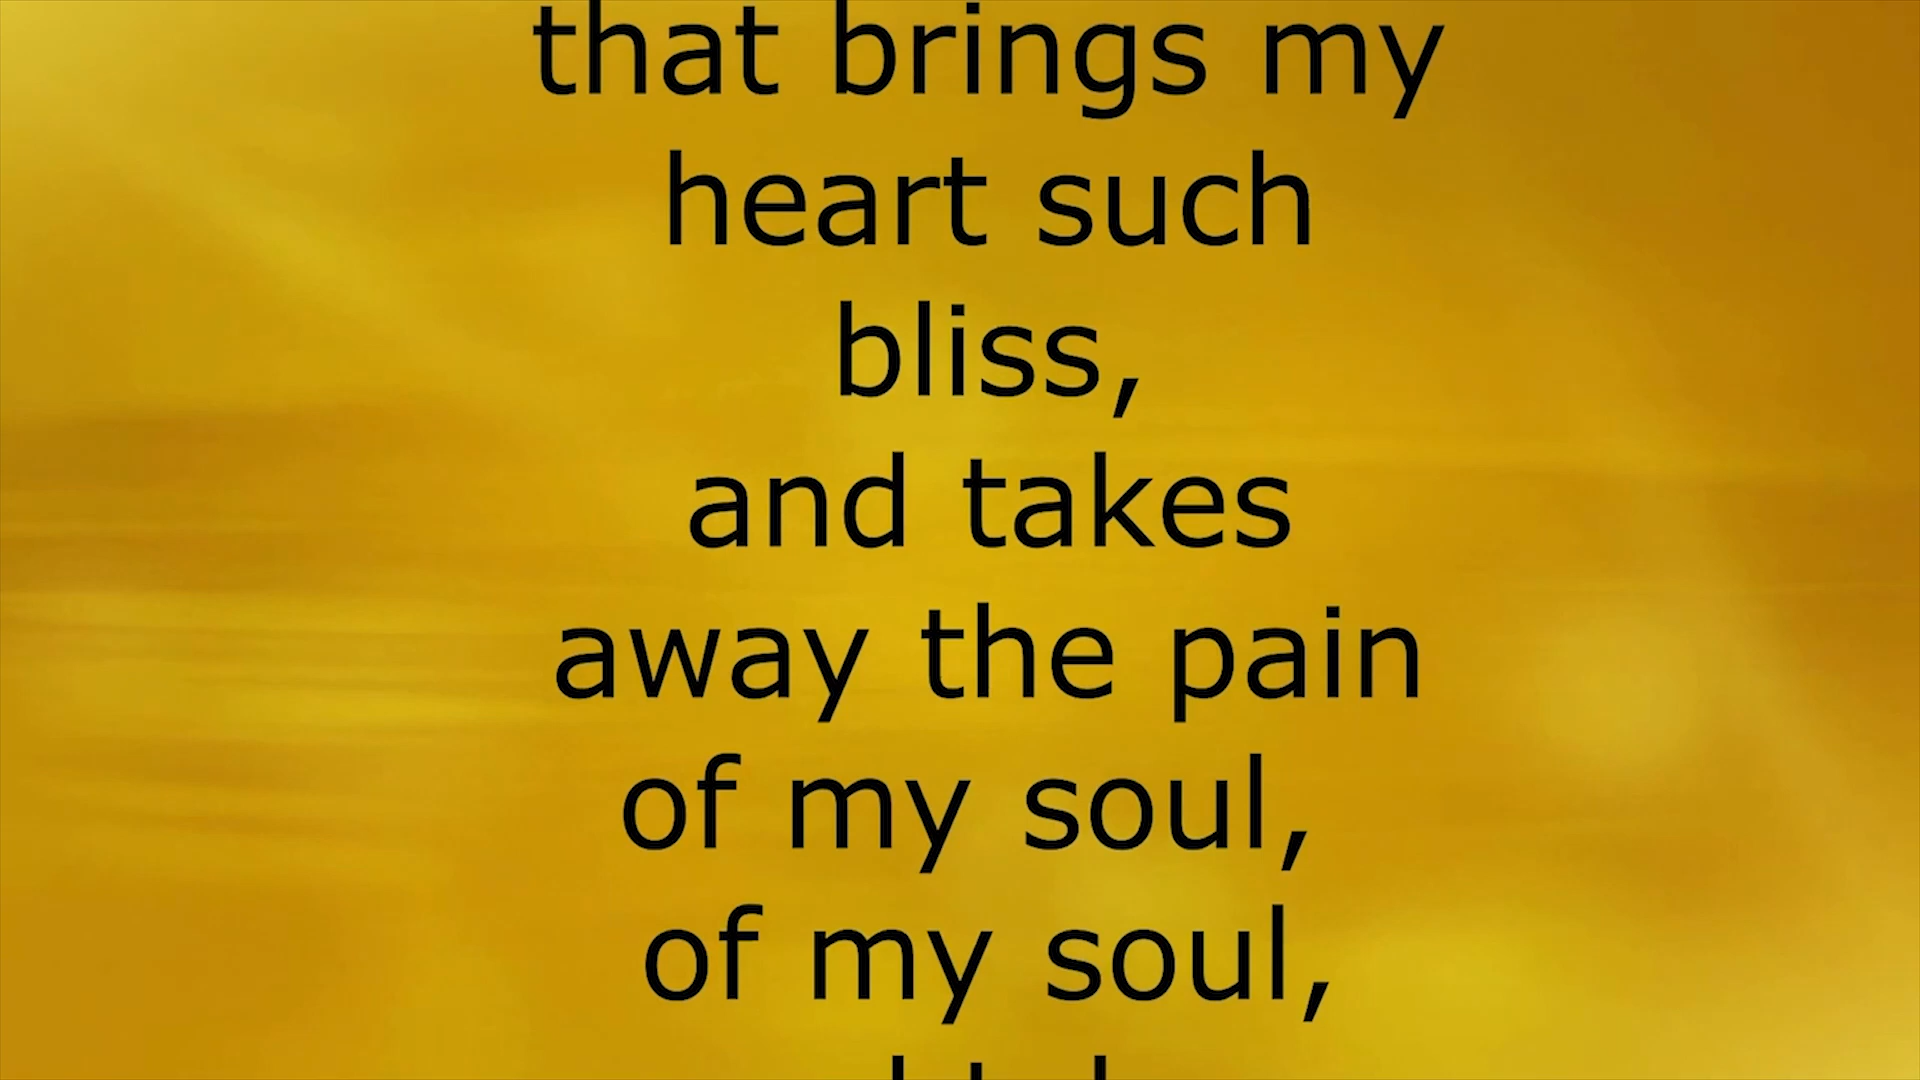 that brings my
heart such
bliss,
and takes
away the pain
of my soul,
of my soul,